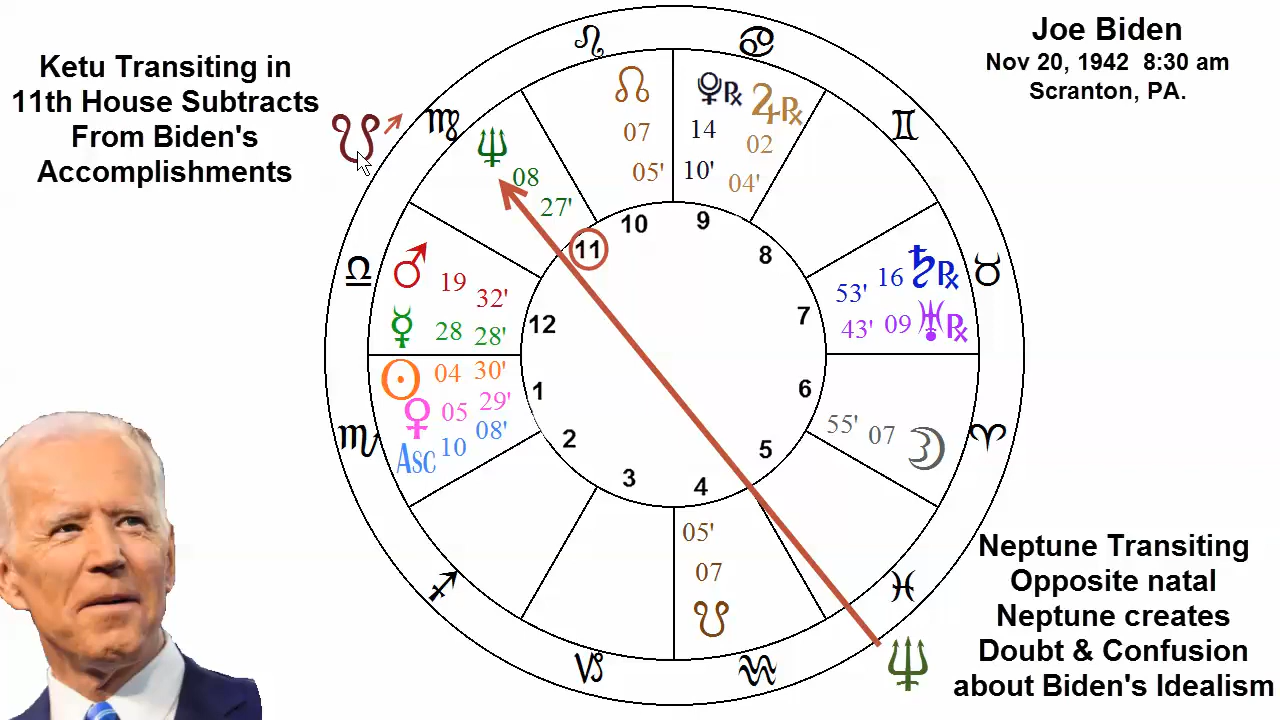 Ketu Transiting in
11th House Subtracts
From Biden's
Accomplishments
Joe Biden
Nov 20, 1942 8:30 am
Scranton, PA.
07
05'
14
10'
02
04'
08
27'
10
9
11
8
19
32'
28
28'
12
53'
16
43'
09
7
04
30'
05
29'
Asc
10
08'
1
6
55'
07
2
5
3
4
05'
07
Neptune Transiting
Opposite natal
Neptune creates
Doubt & Confusion
about Biden's Idealism